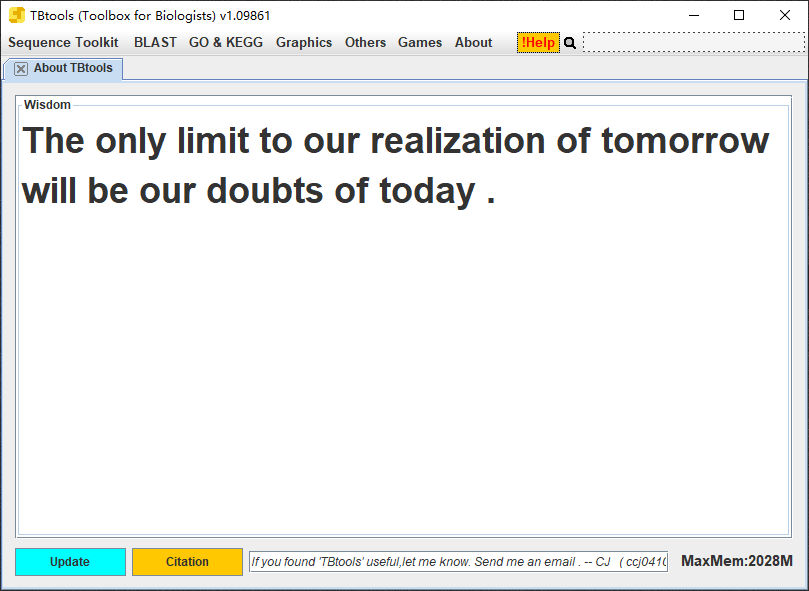 TBtools (Toolbox for Biologists) v1.09861
Sequence Toolkit BLAST GO & KEGG Graphics Others Games About !Help
About TBtools
Wisdom
The only limit to our realization of tomorrow
will be our doubts of today .
Update Citation If you found 'TBtools' useful,let me know. Send me an email . -- CJ ( ccj041 MaxMem:2028M